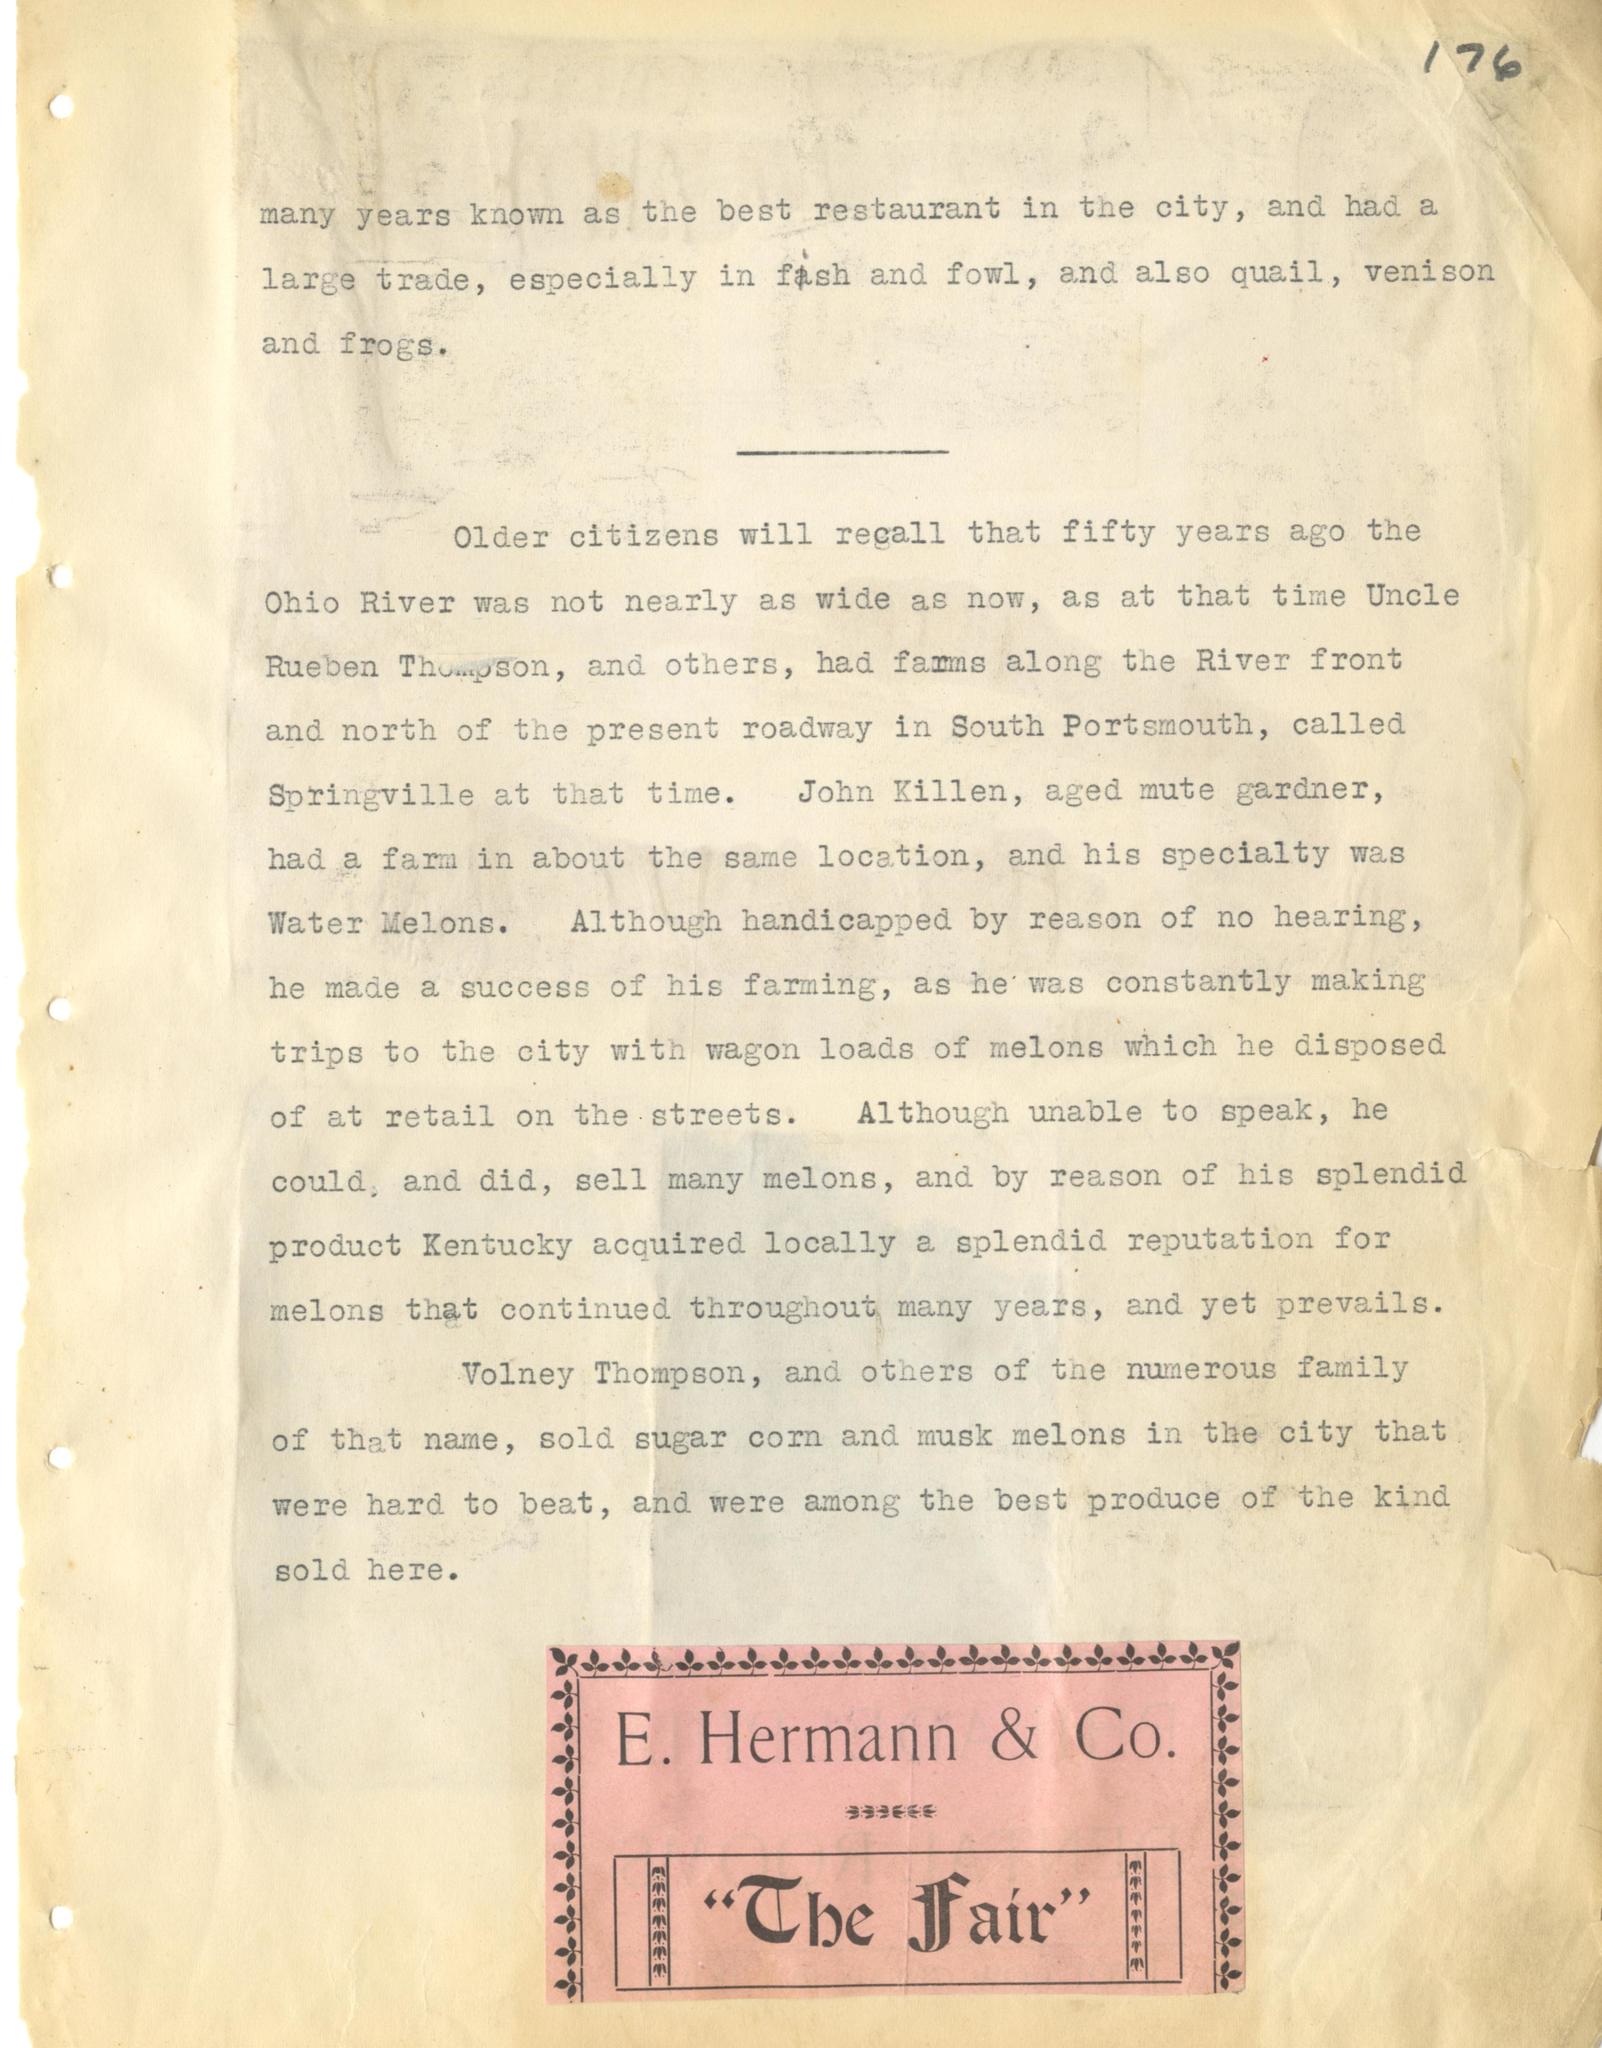 176
many years known as the best restaurant in the city, and had a
large trade, especially in fish and fowl, and also quail, venison
and frogs.
Older citizens will recall that fifty years ago the
Ohio River was not nearly as wide as now, as at that time Uncle
Rueben Thompson, and others, had farms along the River front
and north of the present roadway in South Portsmouth, called
Springville at that time. John Killen, aged mute gardner,
had a farm in about the same location, and his specialty was
Water Melons. Although handicapped by reason of no hearing,
he made a success of his farming, as he was constantly making
trips to the city with wagon loads of melons which he disposed
of at retail on the streets. Although unable to speak, he
could, and did, sell many melons, and by reason of his splendid
product Kentucky acquired locally a splendid reputation for
melons that continued throughout many years, and yet prevails.
Volney Thompson, and others of the numerous family
of that name, sold sugar corn and musk melons in the city that
were hard to beat, and were among the best produce of the kind
sold here.
E. Hermann & Co.
"The Fair"